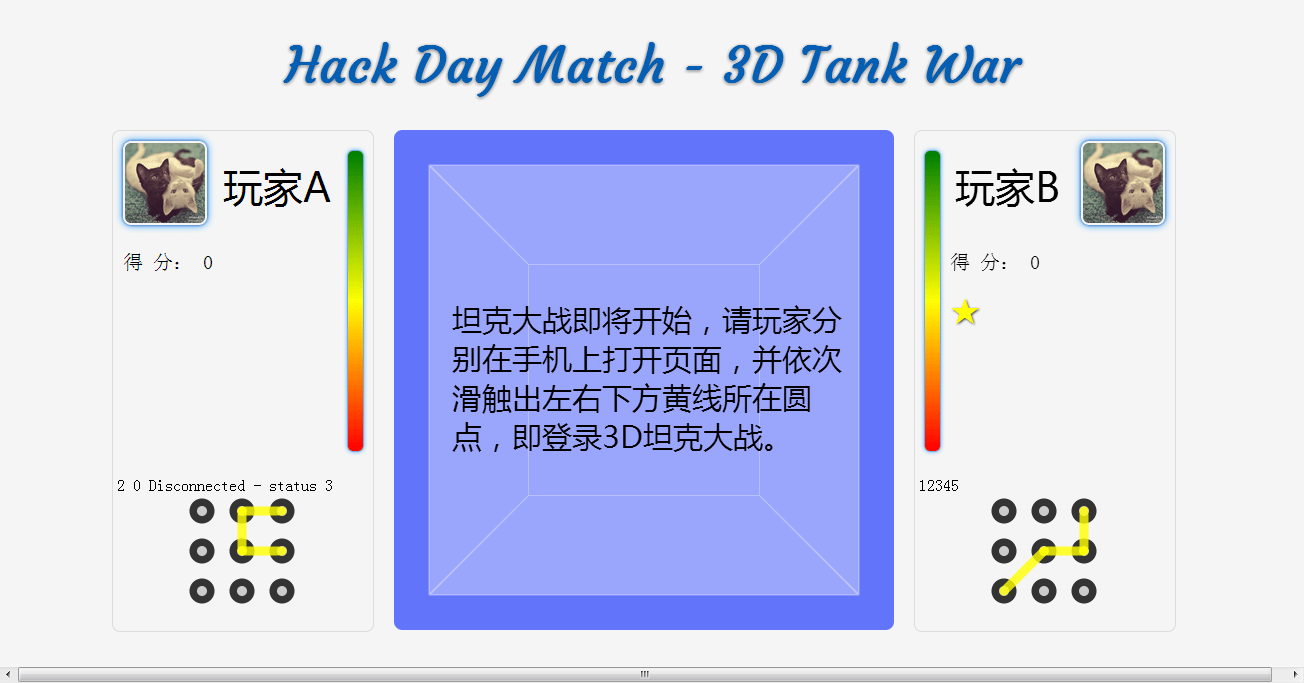 Hack Day Match - 3D Tank War
玩家A
得 分： 0
2 0 Disconnected - status 3
坦克大战即将开始，请玩家分
别在手机上打开页面，并依次
滑触出左右下方黄线所在圆
点，即登录3D坦克大战。
玩家B
得 分： 0
12345